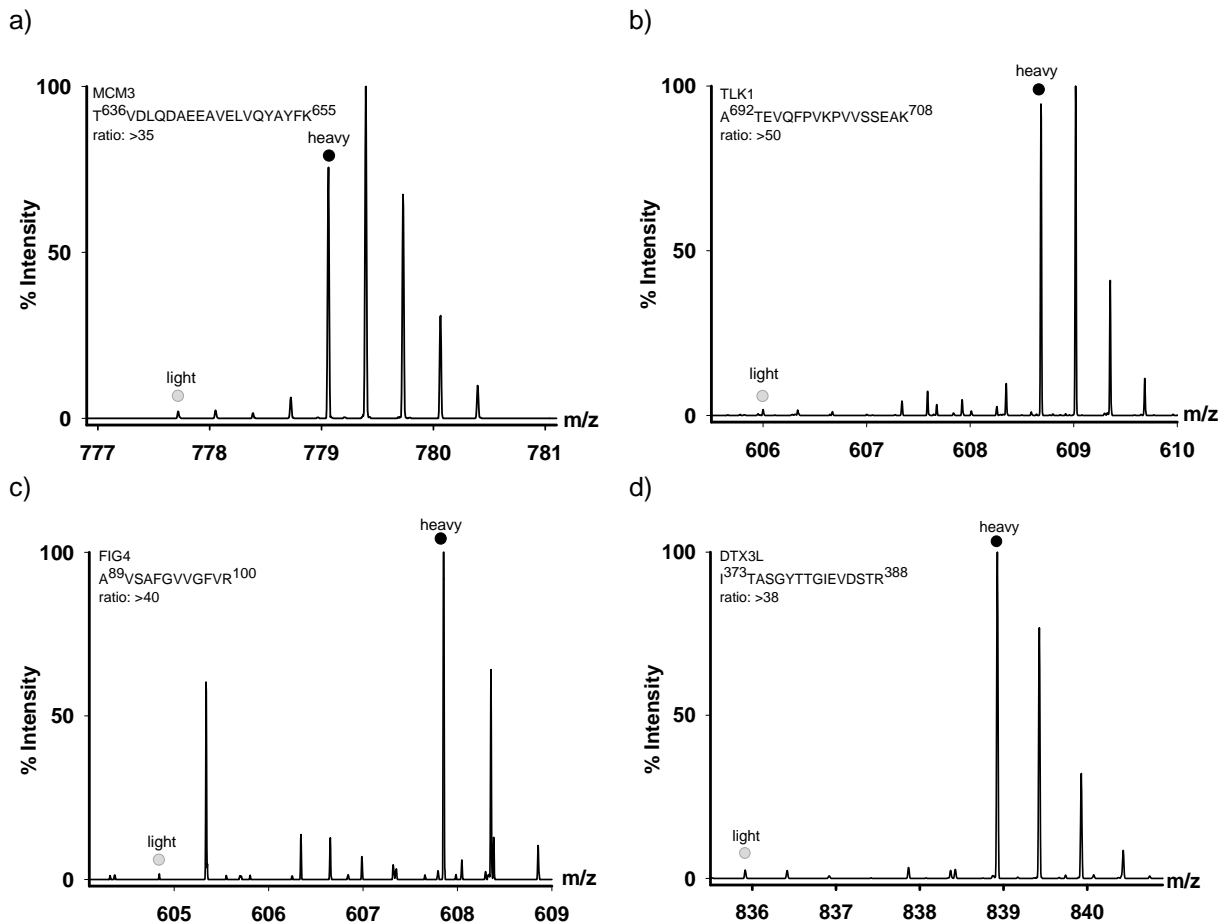 a)
100
50
0
% Intensity
MCM3
T636VDLQDAEEAVELVQYAYFK655
ratio: >35
heavy
light
m/z
777 778 779 780 781
b)
100
50
0
% Intensity
TLK1
A692TEVQFPVKPVVSSEAK708
ratio: >50
heavy
light
m/z
606 607 608 609 610
c)
100
50
0
% Intensity
FIG4
A89VSAFGVVGFVR100
ratio: >40
heavy
light
m/z
605 606 607 608 609
d)
100
50
0
% Intensity
DTX3L
I373TASGYTTGIEVDSTR388
ratio: >38
heavy
light
m/z
836 837 838 839 840